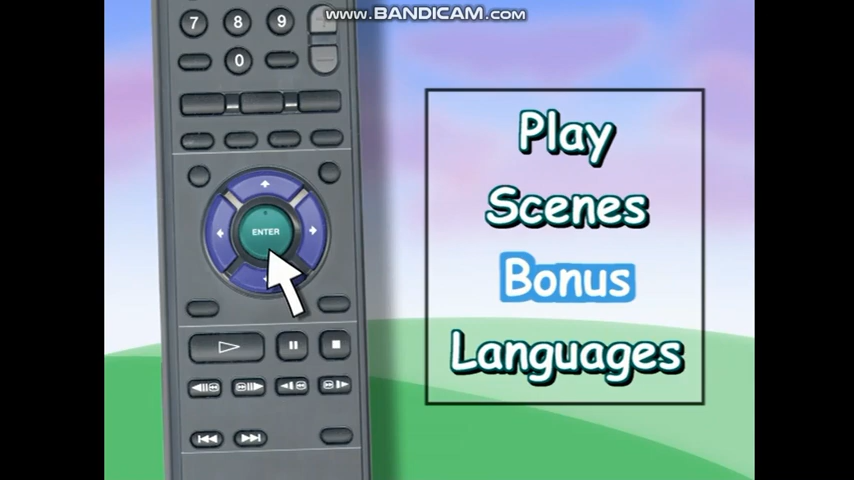 www.BANDICAM.com
7 8 9
0
ENTER
Play
Scenes
Bonus
Languages